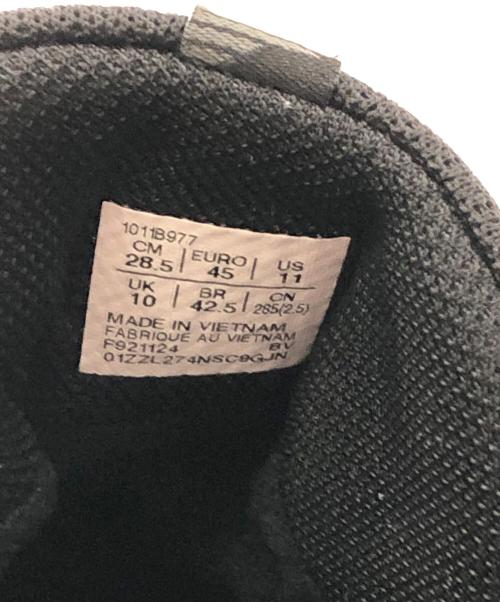 1011B977
CM 28.5 | EURO 45 | US 11
UK 10 | BR 42.5 | CN 285(2.5)
MADE IN VIETNAM
FABRIQUE AU VIETNAM
F921124 BV
01ZZL274NSC9GJN